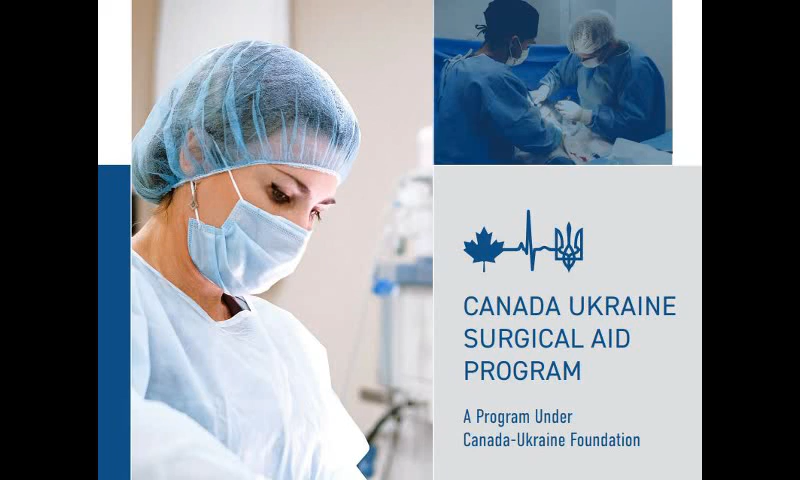 CANADA UKRAINE
SURGICAL AID
PROGRAM
A Program Under
Canada-Ukraine Foundation